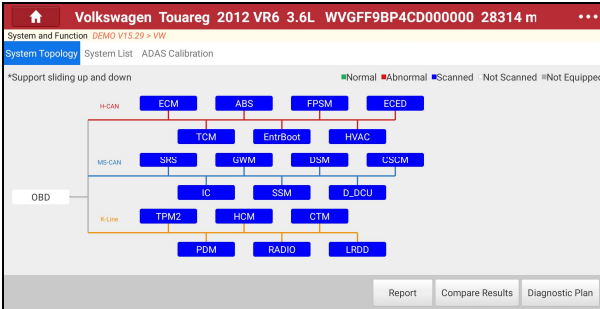 Volkswagen Touareg 2012 VR6 3.6L WVGFF9BP4CD000000 28314 m
System and Function DEMO V15.29 > VW
System Topology System List ADAS Calibration
*Support sliding up and down Normal Abnormal Scanned Not Scanned Not Equipped
H-CAN ECM ABS FPSM ECED
TCM EntrBoot HVAC
MS-CAN SRS GWM DSM CSCM
OBD IC SSM D_DCU
K-Line TPM2 HCM CTM
PDM RADIO LRDD
Report Compare Results Diagnostic Plan